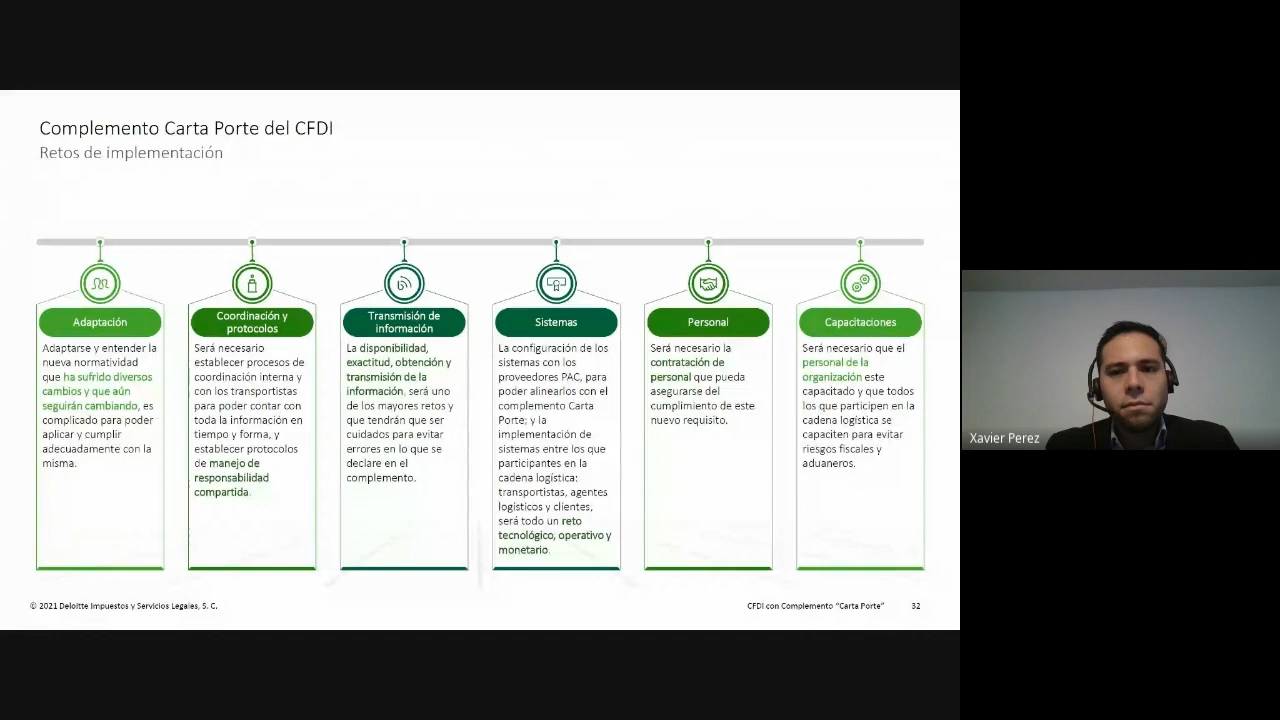 Complemento Carta Porte del CFDI
Retos de implementación
Adaptación
Adaptarse y entender la
nueva normatividad
que ha sufrido diversos
cambios y que aún
seguirán cambiando, es
complicado para poder
aplicar y cumplir
adecuadamente con la
misma.
Coordinación y
protocolos
Será necesario
establecer procesos de
coordinación interna y
con los transportistas
para poder contar con
toda la información en
tiempo y forma, y
establecer protocolos
de manejo de
responsabilidad
compartida.
Transmisión de
información
La disponibilidad,
exactitud, obtención y
transmisión de la
información, será uno
de los mayores retos y
que tendrán que ser
cuidados para evitar
errores en lo que se
declare en el
complemento.
Sistemas
La configuración de los
sistemas con los
proveedores PAC, para
poder alinearlos con el
complemento Carta
Porte; y la
implementación de
sistemas entre los que
participantes en la
cadena logística:
transportistas, agentes
logísticos y clientes,
será todo un reto
tecnológico, operativo y
monetario.
Personal
Será necesario la
contratación de
personal que pueda
asegurarse del
cumplimiento de este
nuevo requisito.
Capacitaciones
Será necesario que el
personal de la
organización este
capacitado y que todos
los que participen en la
cadena logística se
capaciten para evitar
riesgos fiscales y
aduaneros.
© 2021 Deloitte Impuestos y Servicios Legales, S. C.
CFDI con Complemento "Carta Porte"
32
Xavier Perez